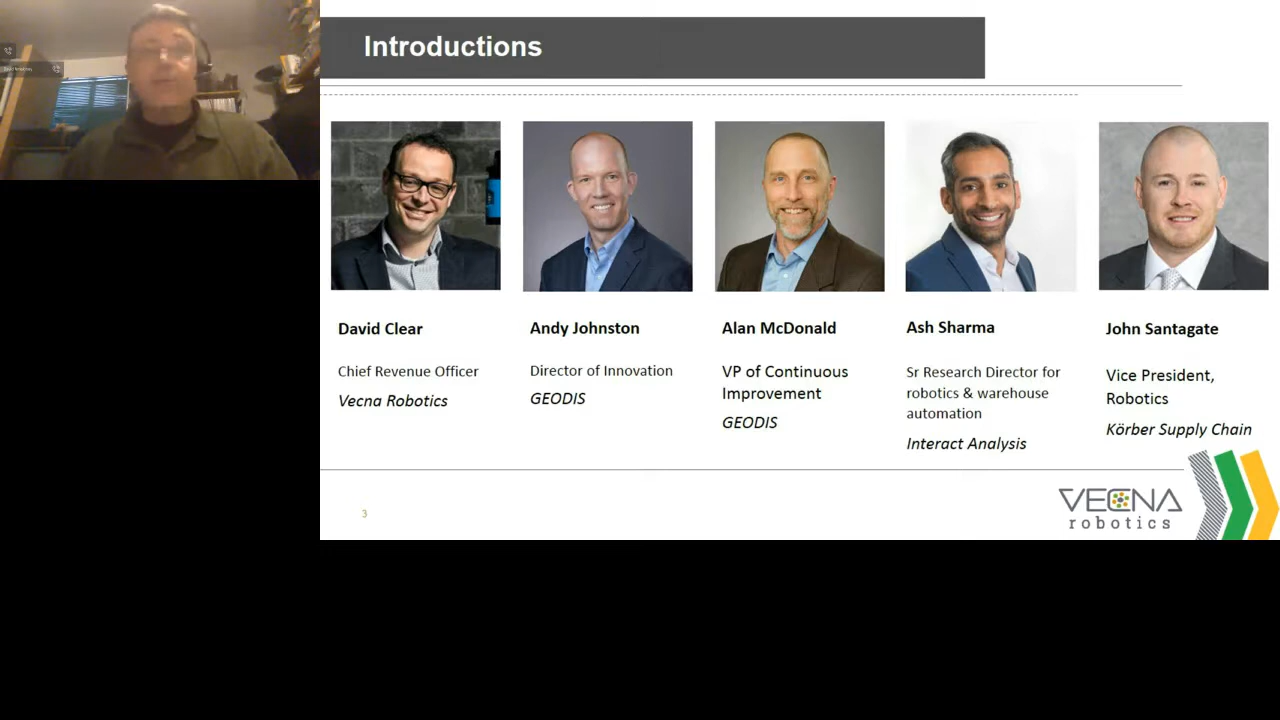 Introductions
David Clear
Chief Revenue Officer
Vecna Robotics
Andy Johnston
Director of Innovation
GEODIS
Alan McDonald
VP of Continuous
Improvement
GEODIS
Ash Sharma
Sr Research Director for
robotics & warehouse
automation
Interact Analysis
John Santagate
Vice President,
Robotics
Körber Supply Chain
3
VECNA
robotics